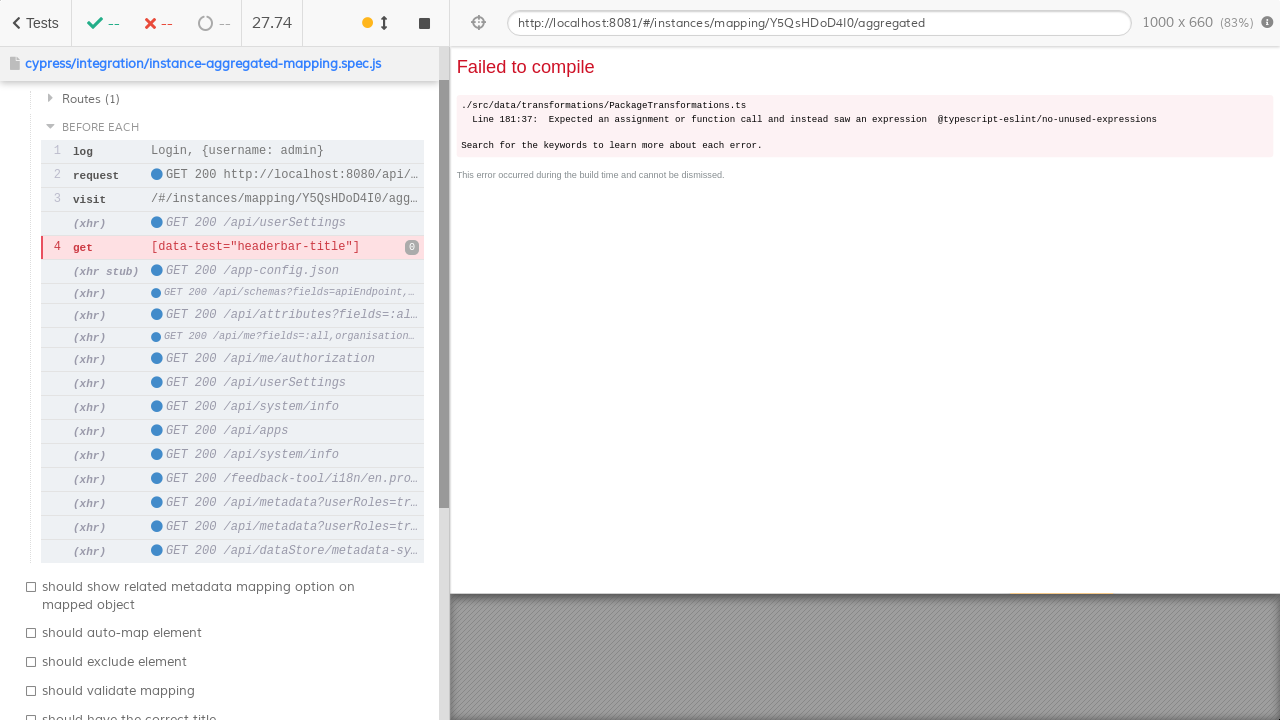 Tests
--
--
--
27.74
http://localhost:8081/#/instances/mapping/Y5QsHDoD4I0/aggregated
1000 x 660 (83%)
cypress/integration/instance-aggregated-mapping.spec.js
Routes (1)
BEFORE EACH
1 log Login, {username: admin}
2 request GET 200 http://localhost:8080/api/…
3 visit /#/instances/mapping/Y5QsHDoD4I0/agg…
(xhr) GET 200 /api/userSettings
4 get [data-test="headerbar-title"] 0
(xhr stub) GET 200 /app-config.json
(xhr) GET 200 /api/schemas?fields=apiEndpoint,…
(xhr) GET 200 /api/attributes?fields=:al…
(xhr) GET 200 /api/me?fields=:all,organisation…
(xhr) GET 200 /api/me/authorization
(xhr) GET 200 /api/userSettings
(xhr) GET 200 /api/system/info
(xhr) GET 200 /api/apps
(xhr) GET 200 /api/system/info
(xhr) GET 200 /feedback-tool/i18n/en.pro…
(xhr) GET 200 /api/metadata?userRoles=tr…
(xhr) GET 200 /api/metadata?userRoles=tr…
(xhr) GET 200 /api/dataStore/metadata-sy…
should show related metadata mapping option on
mapped object
should auto-map element
should exclude element
should validate mapping
should have the correct title
Failed to compile
./src/data/transformations/PackageTransformations.ts
Line 181:37:  Expected an assignment or function call and instead saw an expression  @typescript-eslint/no-unused-expressions
Search for the keywords to learn more about each error.
This error occurred during the build time and cannot be dismissed.